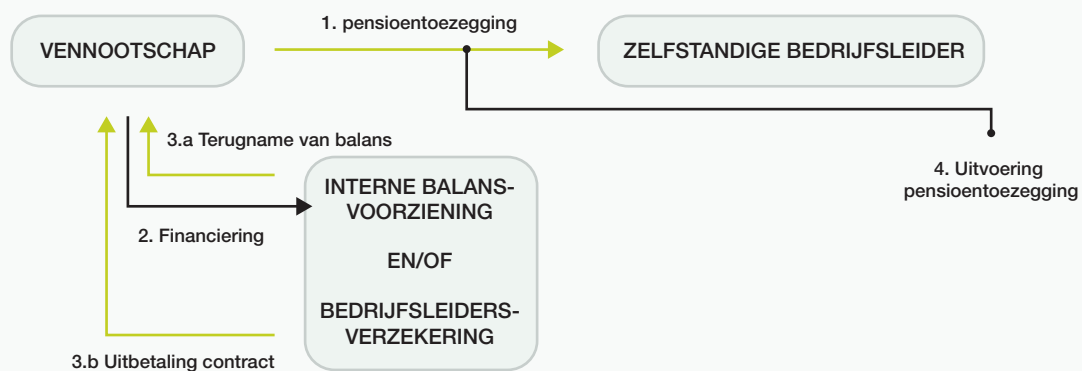 1. pensioentoezegging
VENNOOTSCHAP
ZELFSTANDIGE BEDRIJFSLEIDER
3.a Terugname van balans
4. Uitvoering
pensioentoezegging
INTERNE BALANS-
VOORZIENING
2. Financiering
EN/OF
BEDRIJFSLEIDERS-
VERZEKERING
3.b Uitbetaling contract